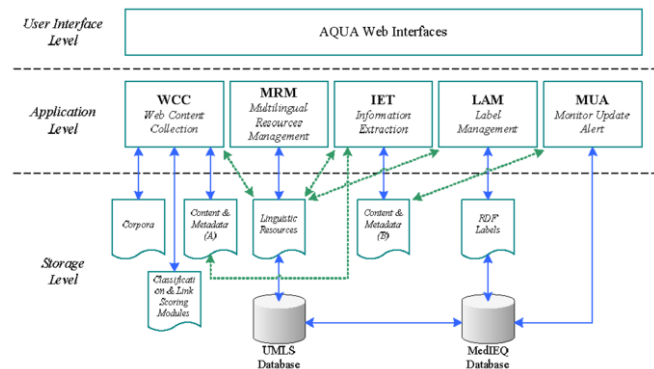 User Interface
Level
AQUA Web Interfaces
Application
Level
WCC
Web Content
Collection
MRM
Multilingual
Resources
Management
IET
Information
Extraction
LAM
Label
Management
MUA
Monitor Update
Alert
Storage
Level
Corpora
Content &
Metadata
(A)
Linguistic
Resources
Content &
Metadata
(B)
RDF
Labels
Classificati
on & Link
Scoring
Modules
UMLS
Database
MedIEQ
Database